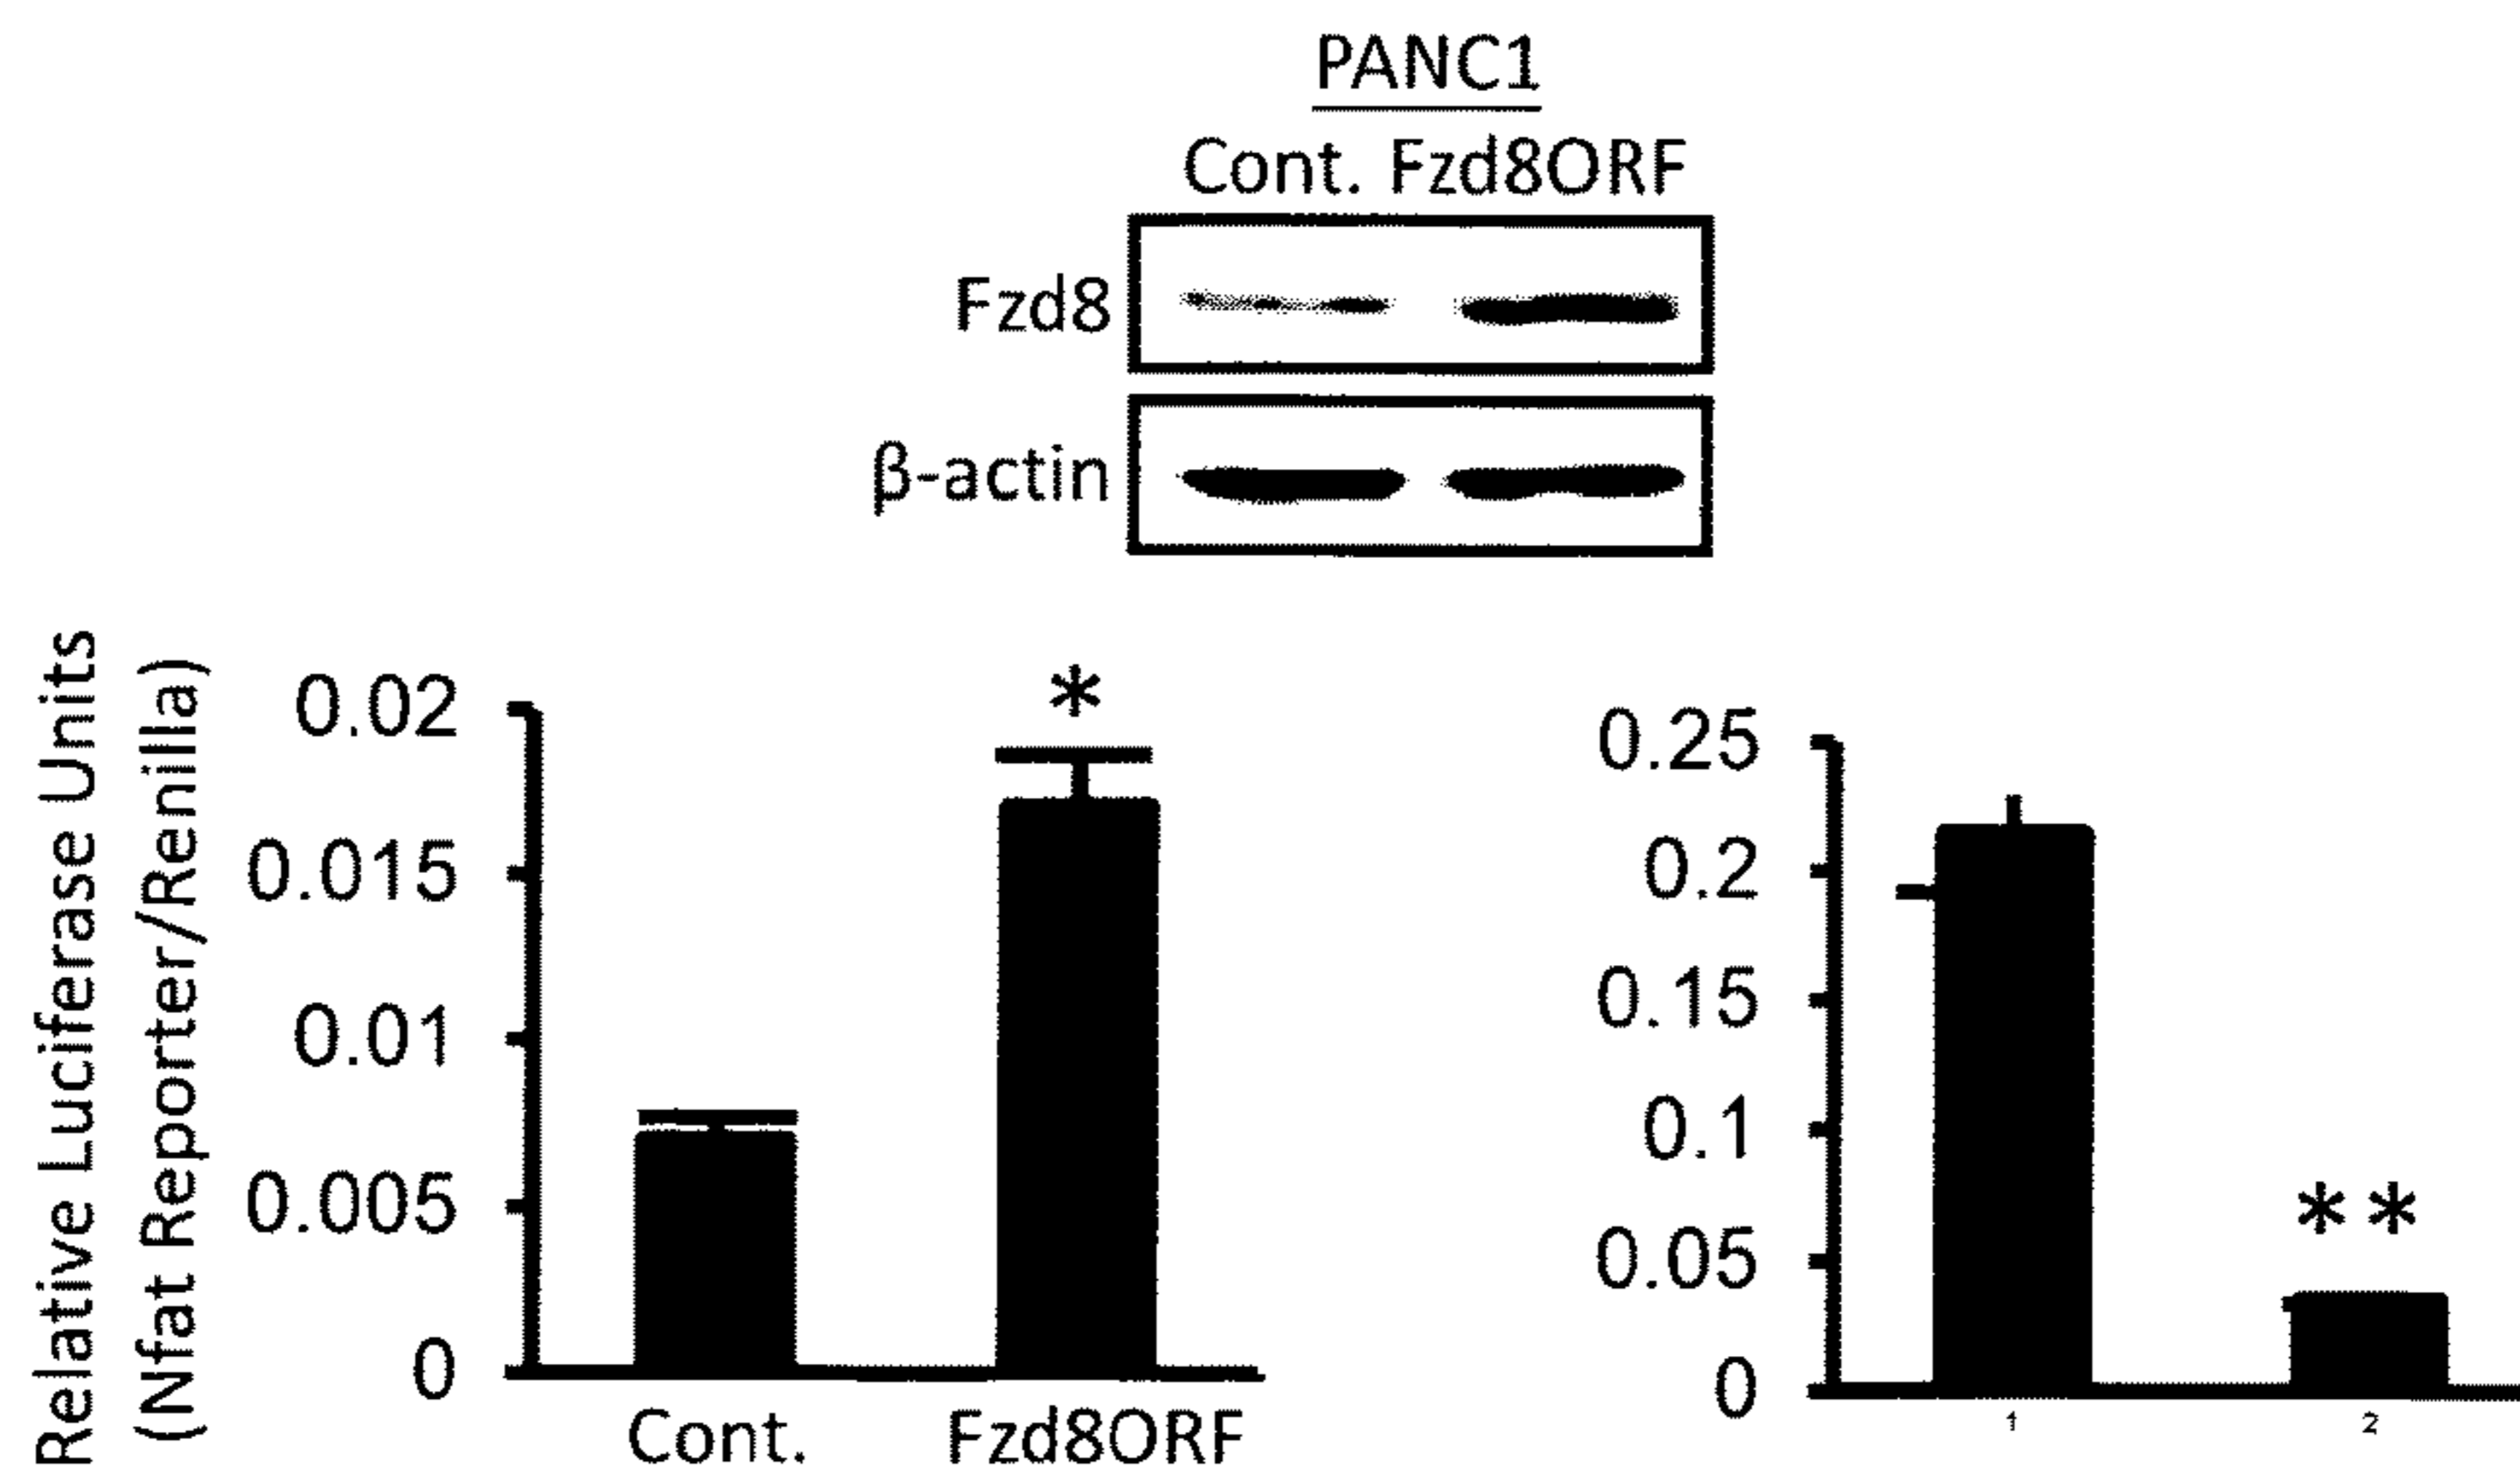 PANC1
Cont. Fzd8ORF
Fzd8
β-actin
Relative Luciferase Units
(Nfat Reporter/Renilla)
0.02
0.015
0.01
0.005
0
*
Cont.
Fzd8ORF
0.25
0.2
0.15
0.1
0.05
0
**
1
2